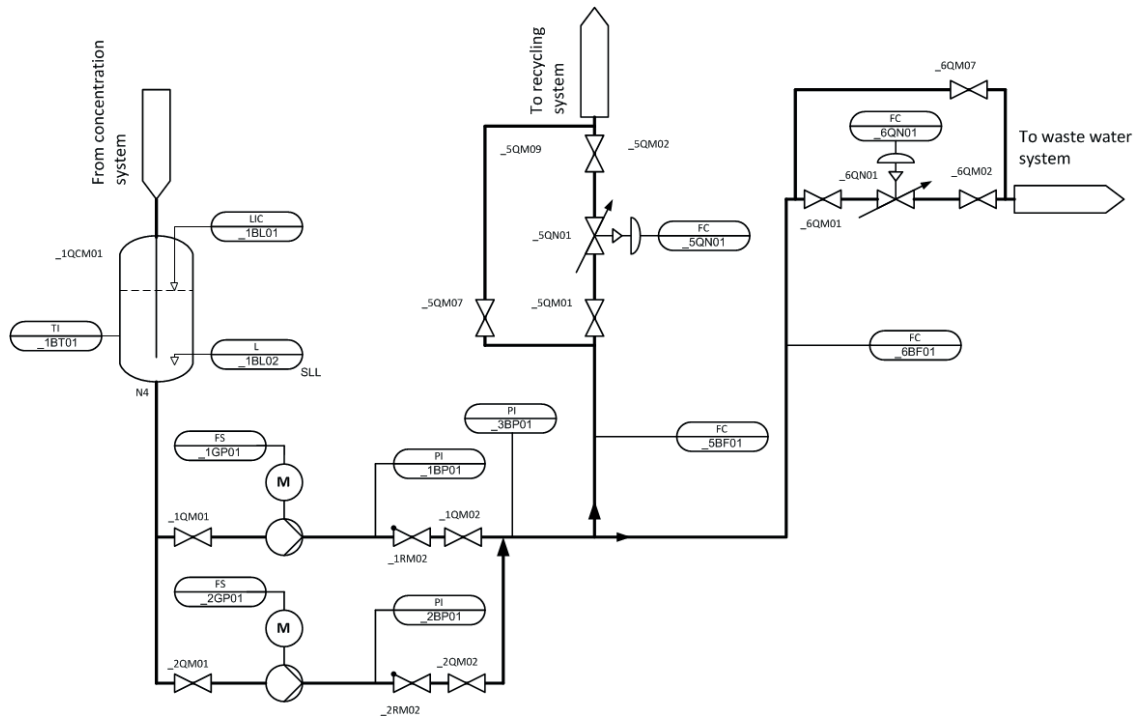 From concentration
system
To recycling
system
_6QM07
FC
_6QN01
To waste water
system
_5QM09
_5QM02
_6QN01
_6QM02
_6QM01
LIC
_1BL01
_1QCM01
_5QN01
FC
_5QN01
TI
_1BT01
_5QM07
_5QM01
L
_1BL02
SLL
FC
_6BF01
N4
PI
_3BP01
FS
_1GP01
FC
_5BF01
PI
_1BP01
M
_1QM01
_1QM02
_1RM02
FS
_2GP01
PI
_2BP01
M
_2QM01
_2QM02
_2RM02